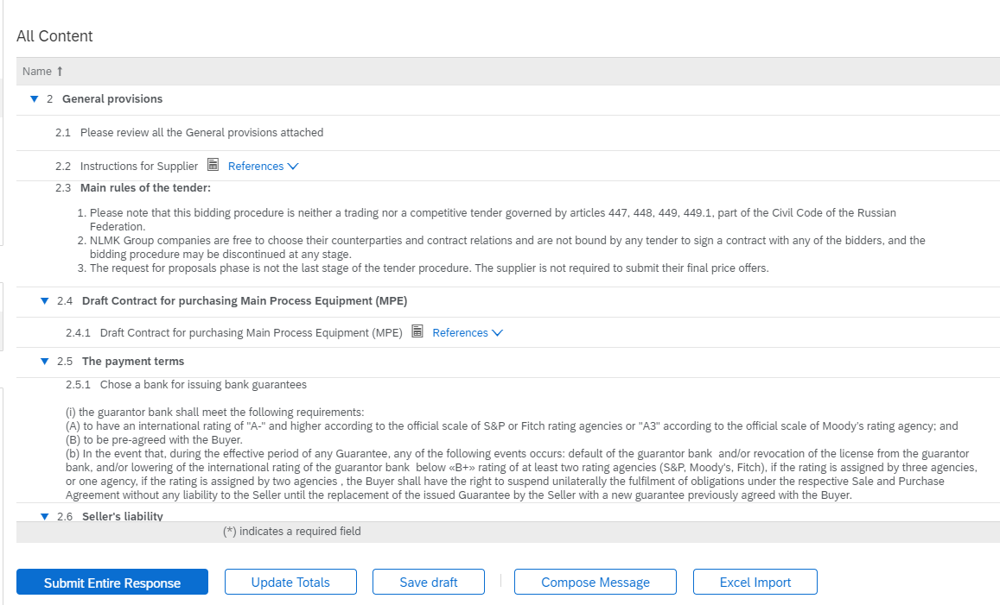 All Content
Name ↑
2 General provisions
2.1 Please review all the General provisions attached
2.2 Instructions for Supplier References
2.3 Main rules of the tender:
1. Please note that this bidding procedure is neither a trading nor a competitive tender governed by articles 447, 448, 449, 449.1, part of the Civil Code of the Russian
Federation.
2. NLMK Group companies are free to choose their counterparties and contract relations and are not bound by any tender to sign a contract with any of the bidders, and the
bidding procedure may be discontinued at any stage.
3. The request for proposals phase is not the last stage of the tender procedure. The supplier is not required to submit their final price offers.
2.4 Draft Contract for purchasing Main Process Equipment (MPE)
2.4.1 Draft Contract for purchasing Main Process Equipment (MPE) References
2.5 The payment terms
2.5.1 Chose a bank for issuing bank guarantees
(i) the guarantor bank shall meet the following requirements:
(A) to have an international rating of "A-" and higher according to the official scale of S&P or Fitch rating agencies or "A3" according to the official scale of Moody's rating agency; and
(B) to be pre-agreed with the Buyer.
(b) In the event that, during the effective period of any Guarantee, any of the following events occurs: default of the guarantor bank  and/or revocation of the license from the guarantor
bank, and/or lowering of the international rating of the guarantor bank  below «B+» rating of at least two rating agencies (S&P, Moody's, Fitch), if the rating is assigned by three agencies,
or one agency, if the rating is assigned by two agencies , the Buyer shall have the right to suspend unilaterally the fulfilment of obligations under the respective Sale and Purchase
Agreement without any liability to the Seller until the replacement of the issued Guarantee by the Seller with a new guarantee previously agreed with the Buyer.
2.6 Seller's liability
(*) indicates a required field
Submit Entire Response
Update Totals
Save draft
Compose Message
Excel Import